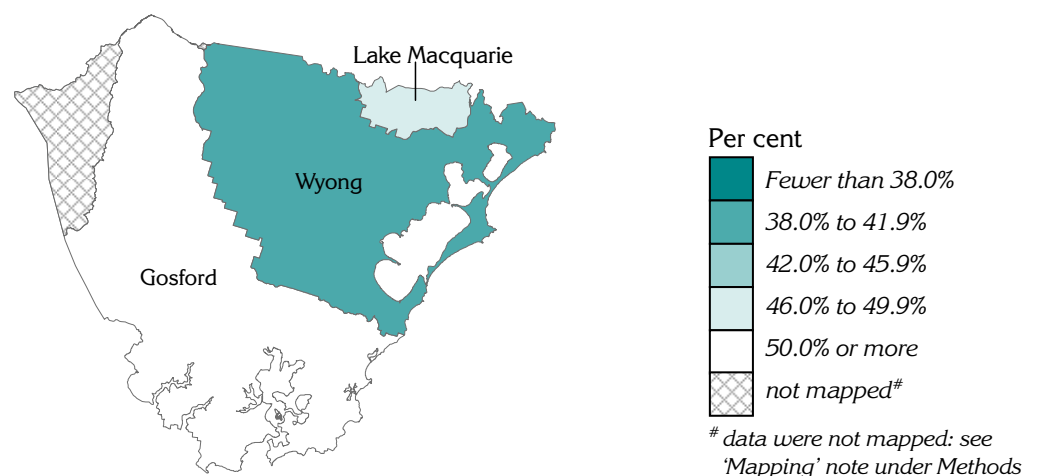 Lake Macquarie
Wyong
Gosford
Per cent
Fewer than 38.0%
38.0% to 41.9%
42.0% to 45.9%
46.0% to 49.9%
50.0% or more
not mapped#
# data were not mapped: see
‘Mapping’ note under Methods